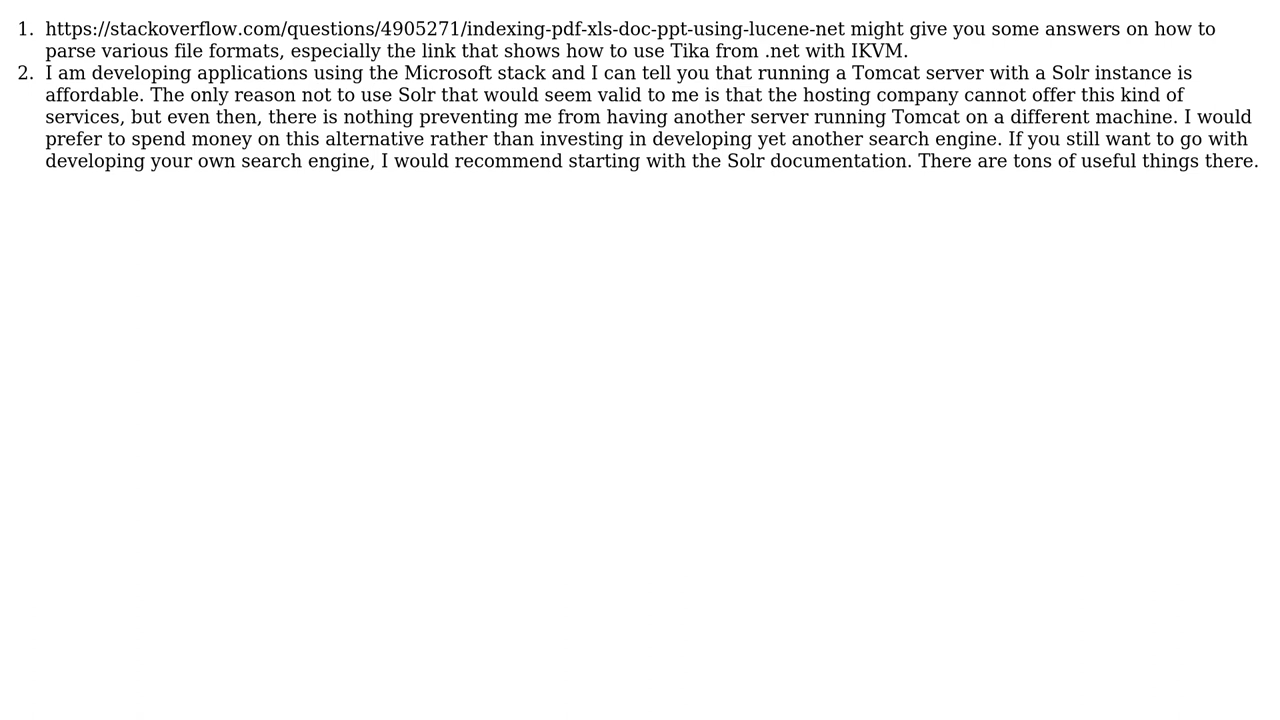 1. https://stackoverflow.com/questions/4905271/indexing-pdf-xls-doc-ppt-using-lucene-net might give you some answers on how to
parse various file formats, especially the link that shows how to use Tika from .net with IKVM.
2. I am developing applications using the Microsoft stack and I can tell you that running a Tomcat server with a Solr instance is
affordable. The only reason not to use Solr that would seem valid to me is that the hosting company cannot offer this kind of
services, but even then, there is nothing preventing me from having another server running Tomcat on a different machine. I would
prefer to spend money on this alternative rather than investing in developing yet another search engine. If you still want to go with
developing your own search engine, I would recommend starting with the Solr documentation. There are tons of useful things there.